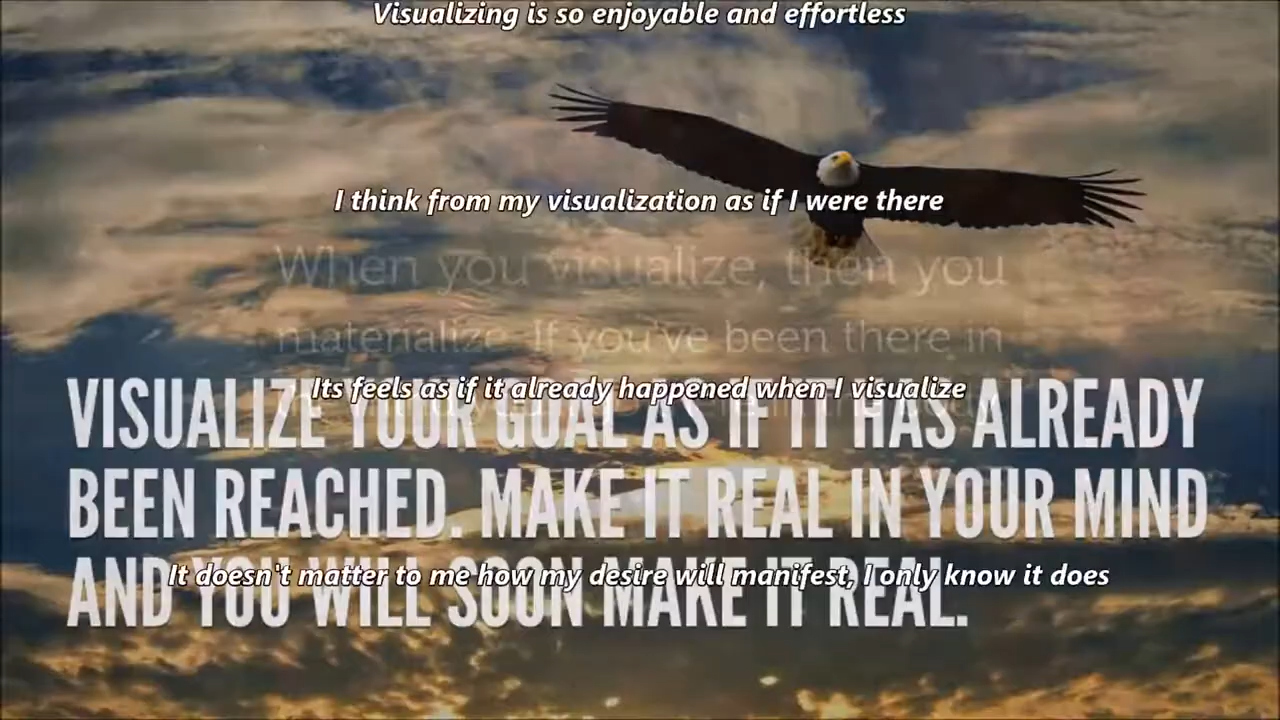 Visualizing is so enjoyable and effortless
I think from my visualization as if I were there
When you visualize, then you
materialize. If you've been there in
Its feels as if it already happened when I visualize
VISUALIZE YOUR GOAL AS IF IT HAS ALREADY
BEEN REACHED. MAKE IT REAL IN YOUR MIND
It doesn't matter to me how my desire will manifest, I only know it does
AND YOU WILL SOON MAKE IT REAL.